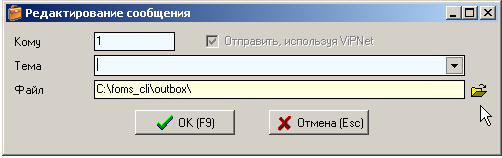 Редактирование сообщения
Кому 1 Отправить, используя ViPNet
Тема
Файл C:\foms_cli\outbox\
OK (F9) Отмена (Esc)